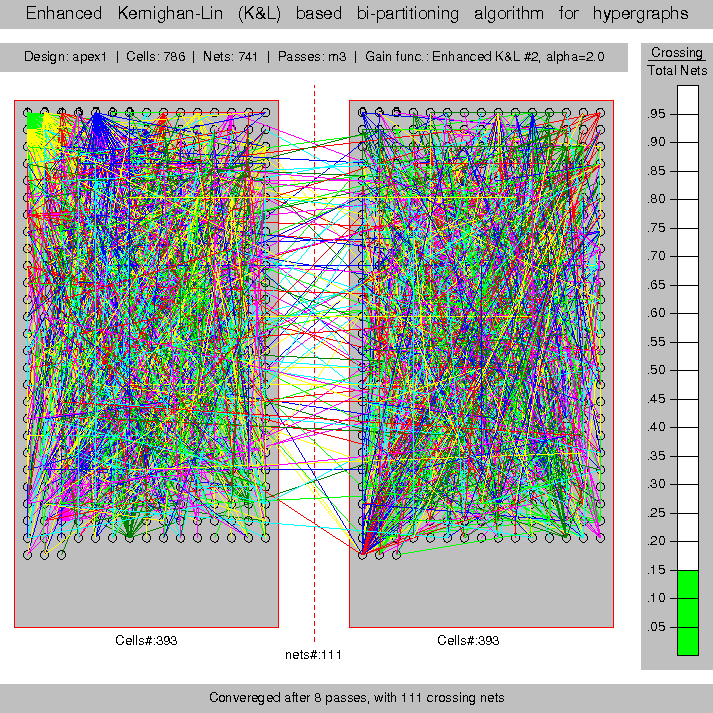 Enhanced Kernighan-Lin (K&L) based bi-partitioning algorithm for hypergraphs
Design: apex1 | Cells: 786 | Nets: 741 | Passes: m3 | Gain func.: Enhanced K&L #2, alpha=2.0
Crossing
Total Nets
.95
.90
.85
.80
.75
.70
.65
.60
.55
.50
.45
.40
.35
.30
.25
.20
.15
.10
.05
Cells#:393
Cells#:393
nets#:111
Convereged after 8 passes, with 111 crossing nets